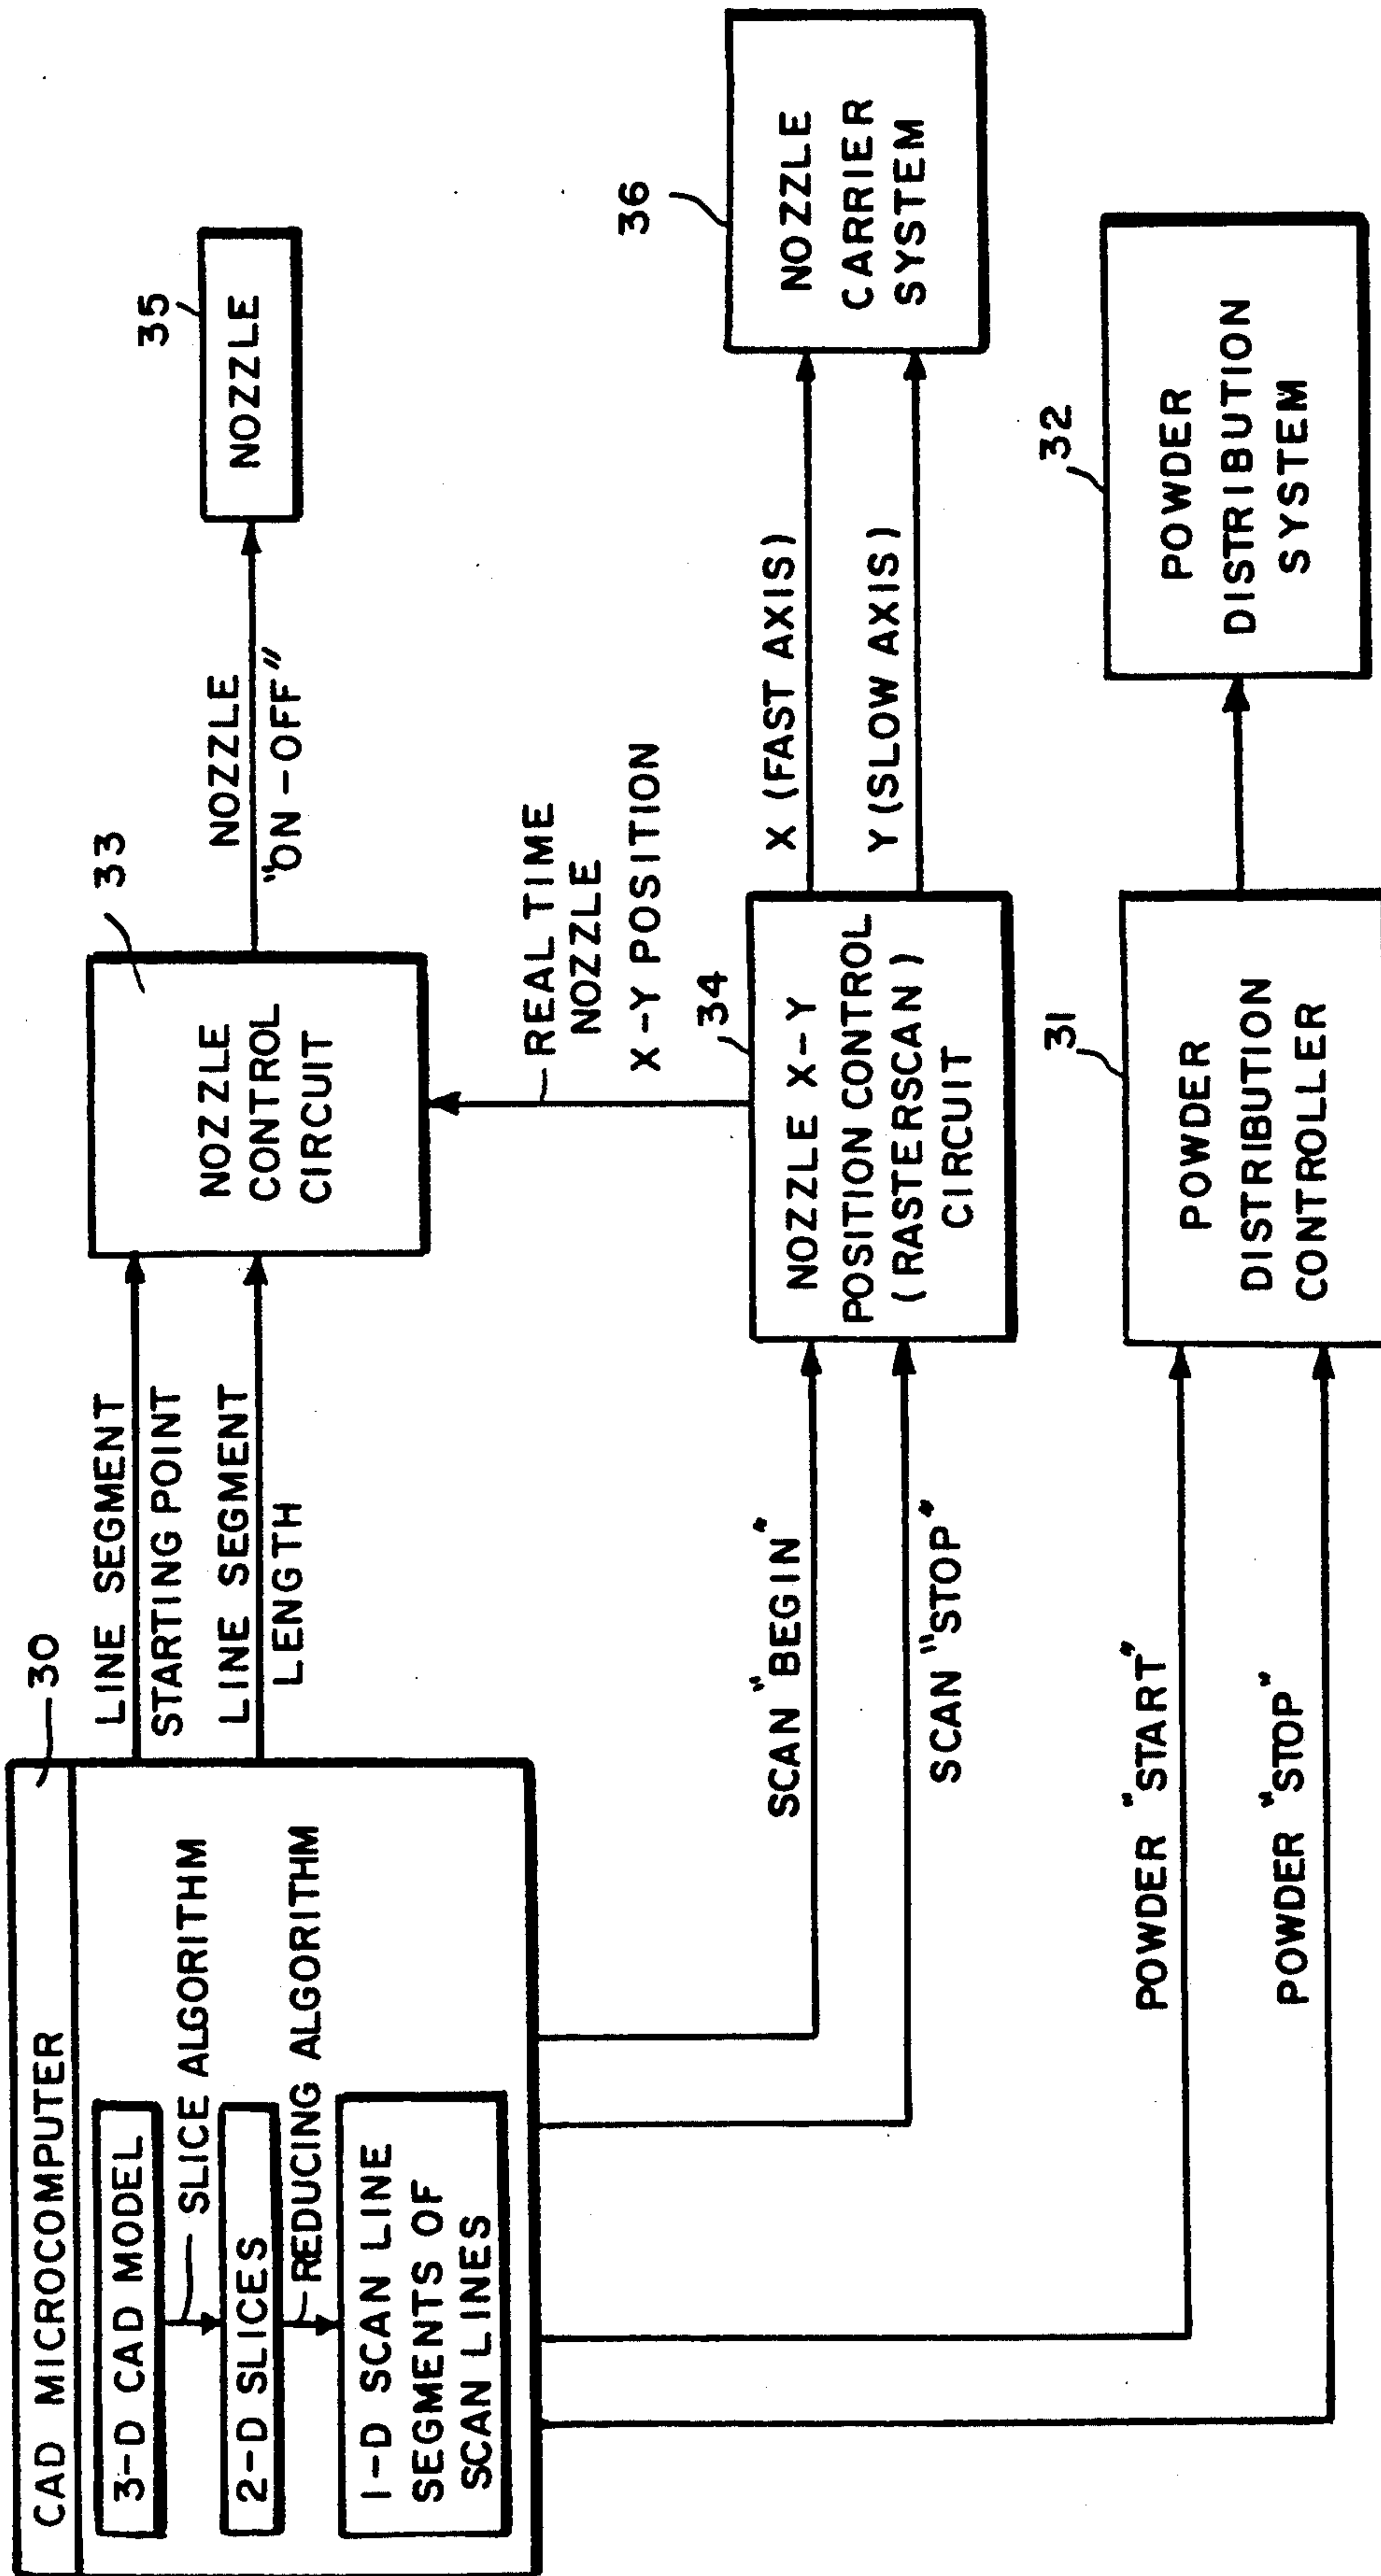 CAD MICROCOMPUTER
30
3-D CAD MODEL
SLICE ALGORITHM
2-D SLICES
REDUCING ALGORITHM
1-D SCAN LINE
SEGMENTS OF
SCAN LINES
LINE SEGMENT
STARTING POINT
LINE SEGMENT
LENGTH
33
NOZZLE
CONTROL
CIRCUIT
NOZZLE
"ON-OFF"
35
NOZZLE
REAL TIME
NOZZLE
X-Y POSITION
SCAN "BEGIN"
SCAN "STOP"
34
NOZZLE X-Y
POSITION CONTROL
(RASTERSCAN)
CIRCUIT
X (FAST AXIS)
Y (SLOW AXIS)
36
NOZZLE
CARRIER
SYSTEM
POWDER "START"
POWDER "STOP"
31
POWDER
DISTRIBUTION
CONTROLLER
32
POWDER
DISTRIBUTION
SYSTEM